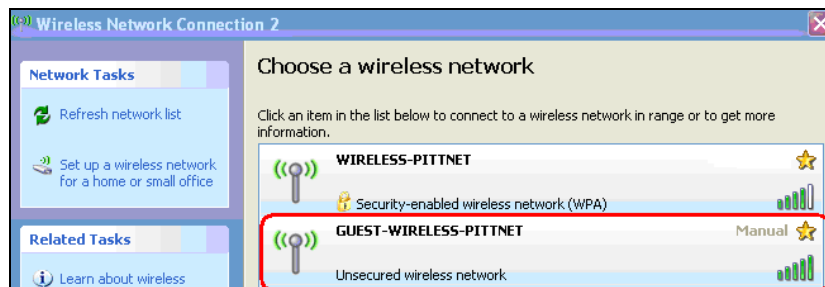 Wireless Network Connection 2
Network Tasks
Refresh network list
Set up a wireless network
for a home or small office
Related Tasks
Learn about wireless
Choose a wireless network
Click an item in the list below to connect to a wireless network in range or to get more
information.
WIRELESS-PITTNET
Security-enabled wireless network (WPA)
GUEST-WIRELESS-PITTNET Manual
Unsecured wireless network